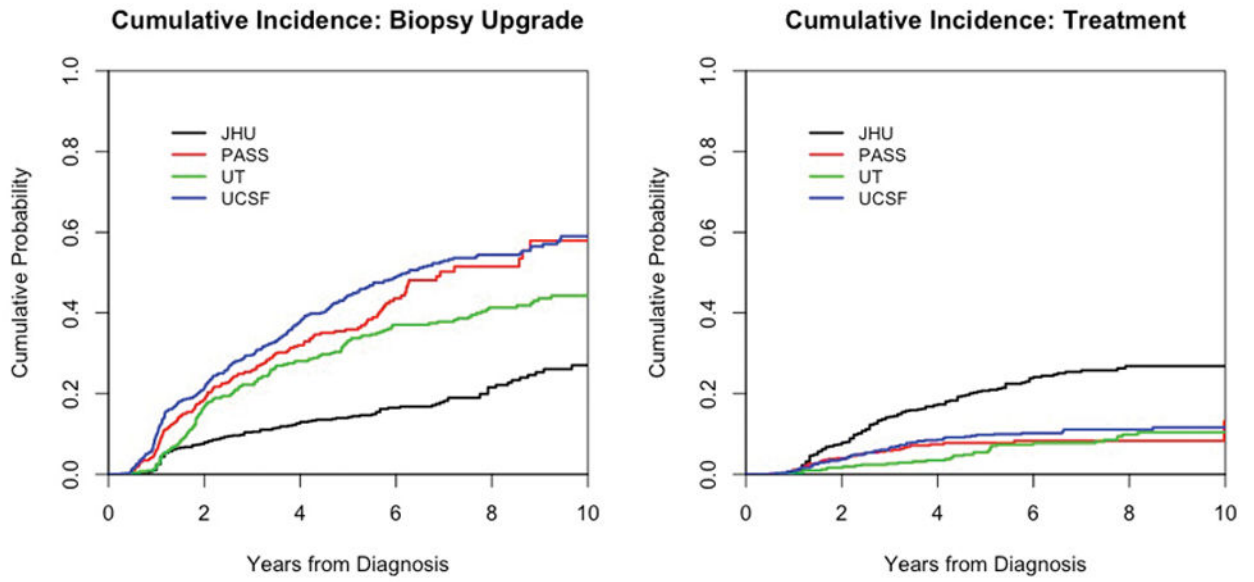 Cumulative Incidence: Biopsy Upgrade
Cumulative Probability
1.0
0.8
0.6
0.4
0.2
0.0
JHU
PASS
UT
UCSF
0 2 4 6 8 10
Years from Diagnosis
Cumulative Incidence: Treatment
Cumulative Probability
1.0
0.8
0.6
0.4
0.2
0.0
JHU
PASS
UT
UCSF
0 2 4 6 8 10
Years from Diagnosis